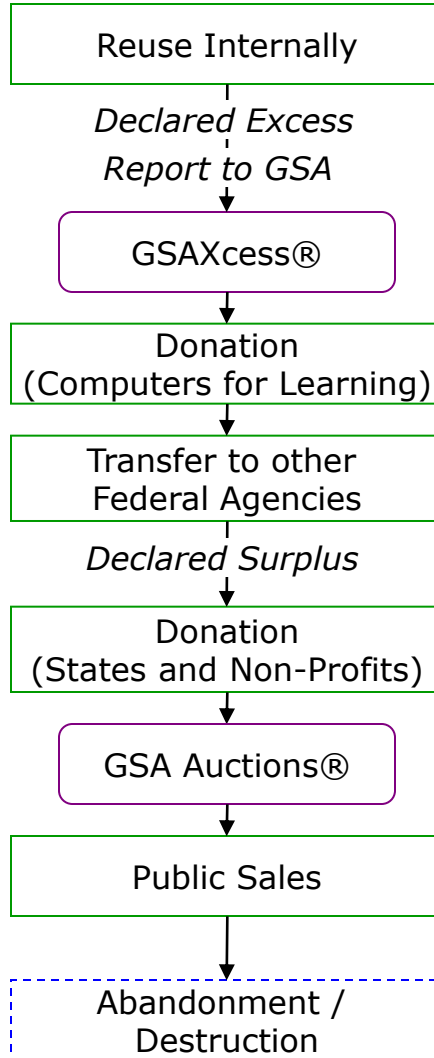 Reuse Internally
Declared Excess
Report to GSA
GSAXcess®
Donation
(Computers for Learning)
Transfer to other
Federal Agencies
Declared Surplus
Donation
(States and Non-Profits)
GSA Auctions®
Public Sales
Abandonment /
Destruction